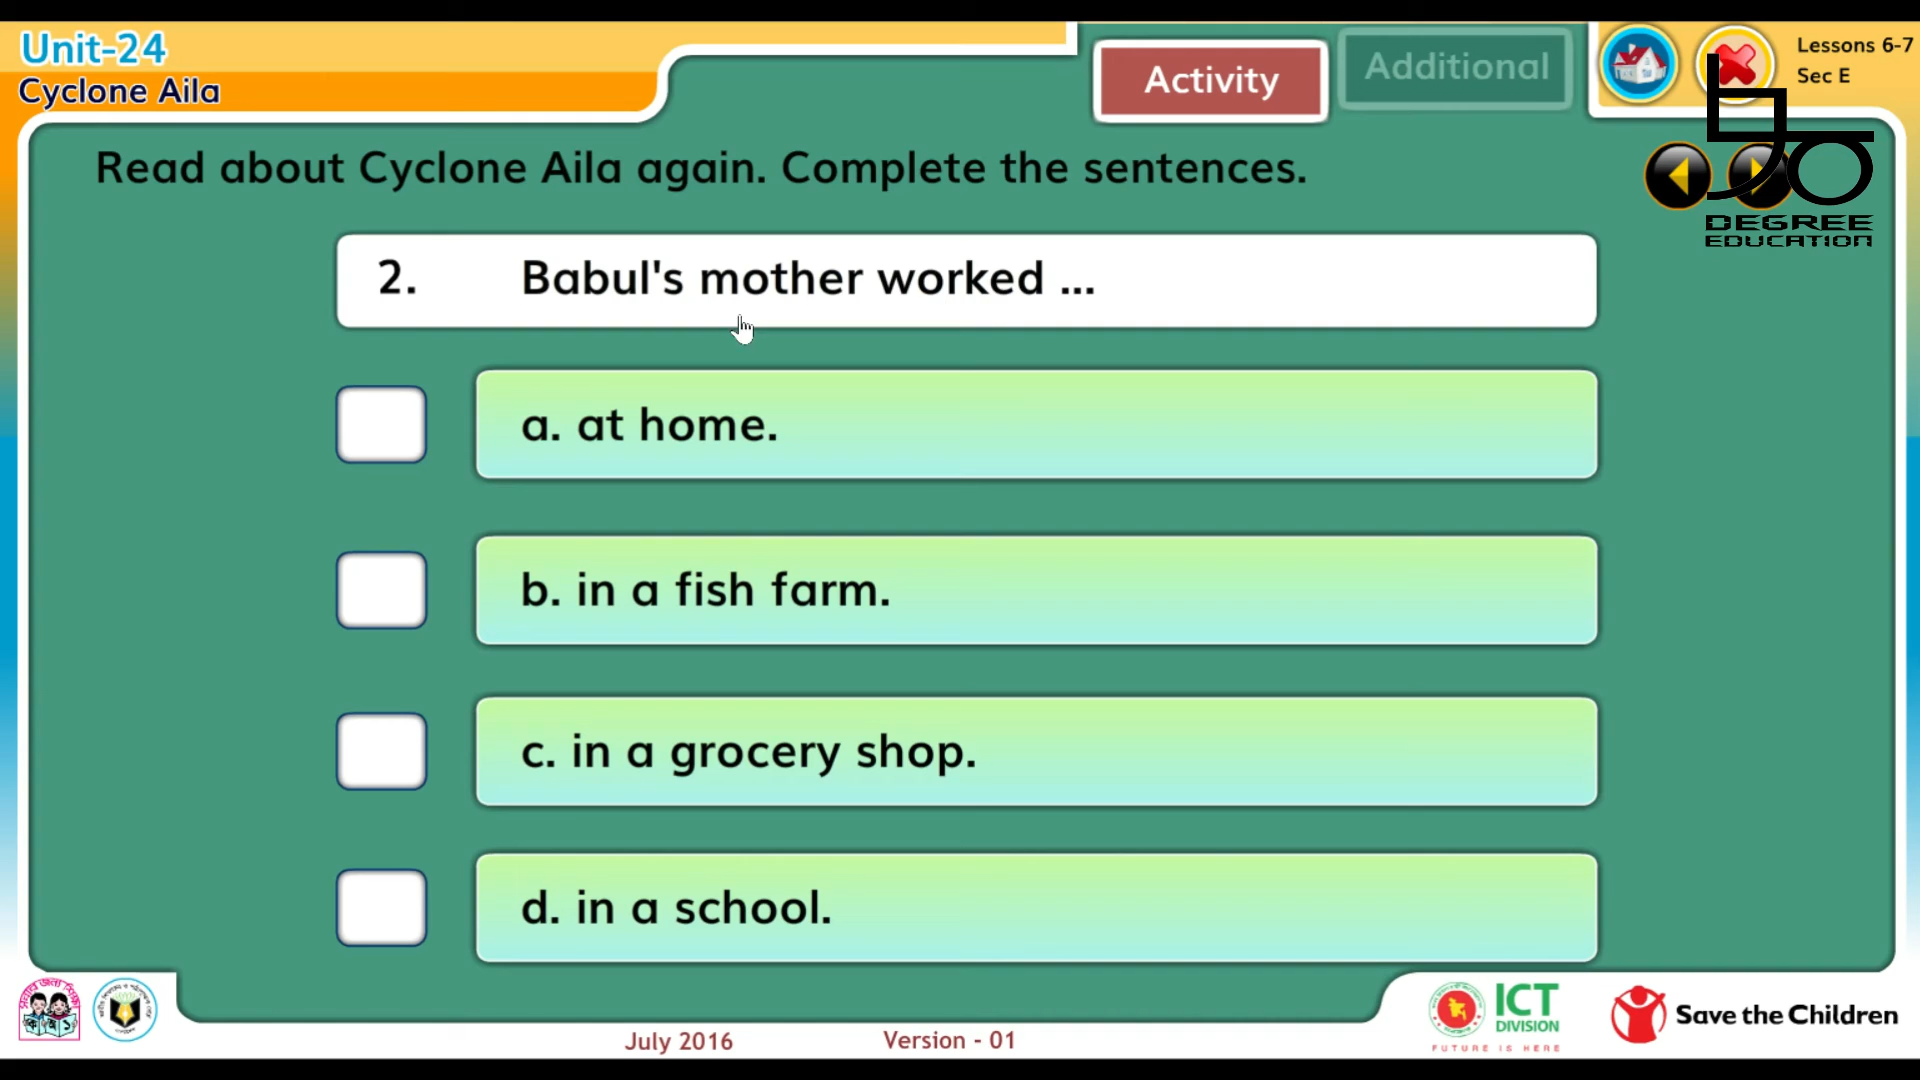 Unit-24
Cyclone Aila
Activity
Additional
Lessons 6-7
Sec E
DEGREE
EDUCATION
Read about Cyclone Aila again. Complete the sentences.
2. Babul's mother worked ...
a. at home.
b. in a fish farm.
c. in a grocery shop.
d. in a school.
July 2016
Version - 01
ICT
DIVISION
FUTURE IS HERE
Save the Children